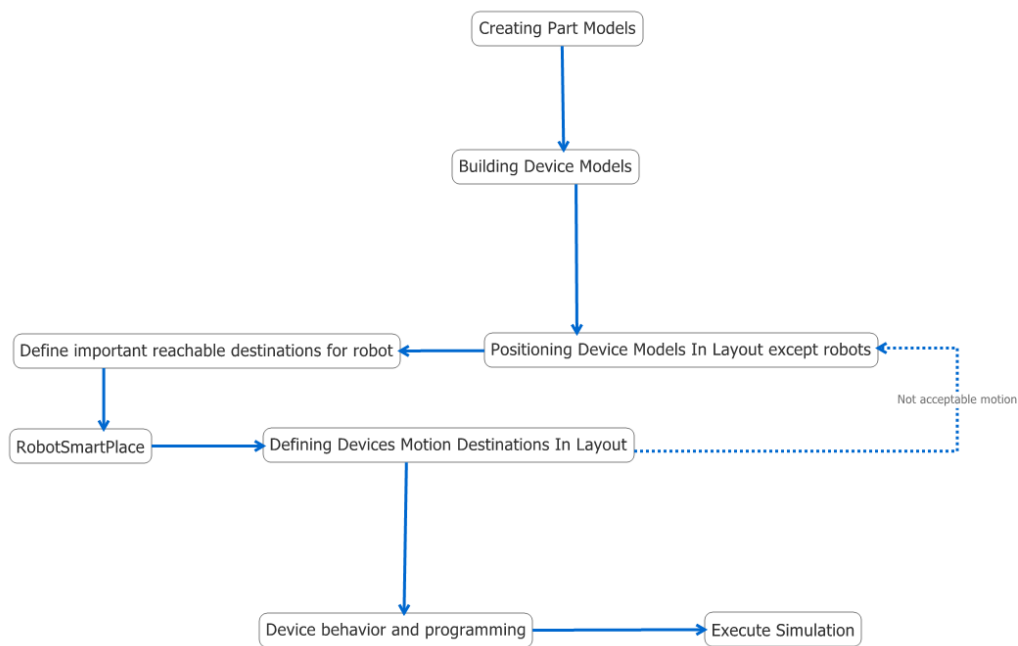 Creating Part Models
Building Device Models
Define important reachable destinations for robot
Positioning Device Models In Layout except robots
Not acceptable motion
RobotSmartPlace
Defining Devices Motion Destinations In Layout
Device behavior and programming
Execute Simulation